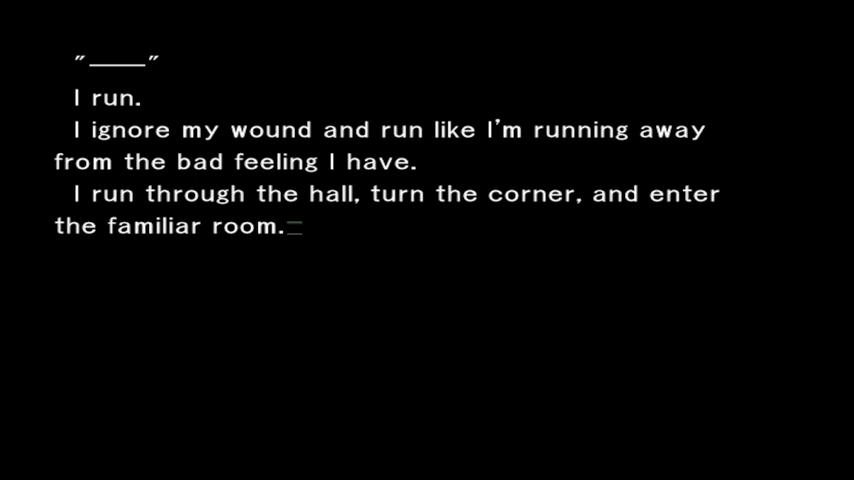 "――"
I run.
I ignore my wound and run like I'm running away
from the bad feeling I have.
I run through the hall, turn the corner, and enter
the familiar room.